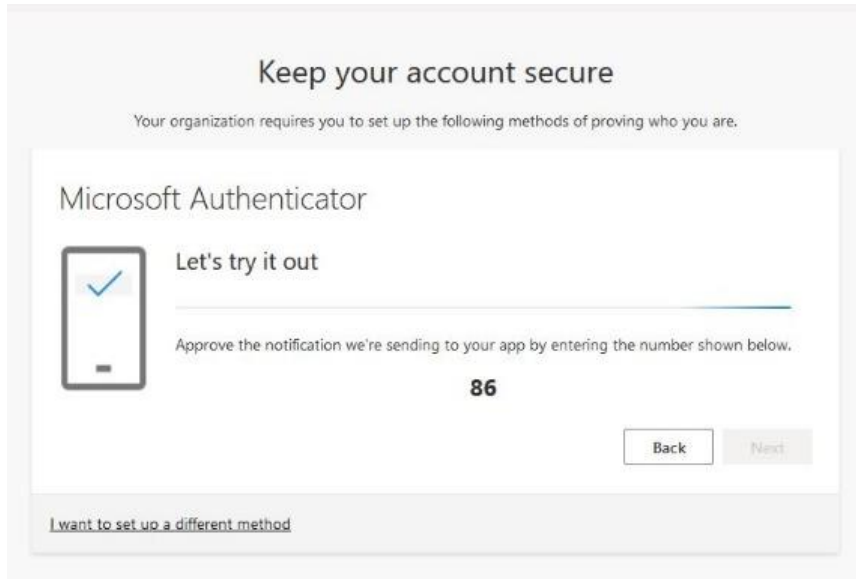 Keep your account secure
Your organization requires you to set up the following methods of proving who you are.
Microsoft Authenticator
Let's try it out
Approve the notification we're sending to your app by entering the number shown below.
86
Back Next
I want to set up a different method